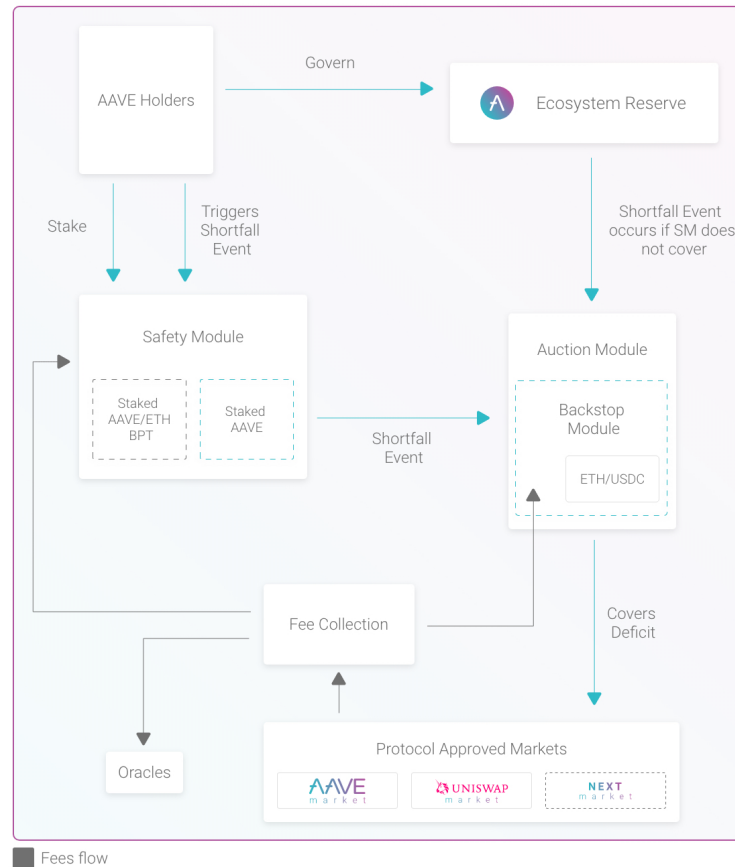 Govern
AAVE Holders
Ecosystem Reserve
Stake
Triggers
Shortfall
Event
Shortfall Event
occurs if SM does
not cover
Safety Module
Staked
AAVE/ETH
BPT
Staked
AAVE
Shortfall
Event
Auction Module
Backstop
Module
ETH/USDC
Fee Collection
Covers
Deficit
Oracles
Protocol Approved Markets
AAVE
market
UNISWAP
market
NEXT
market
Fees flow